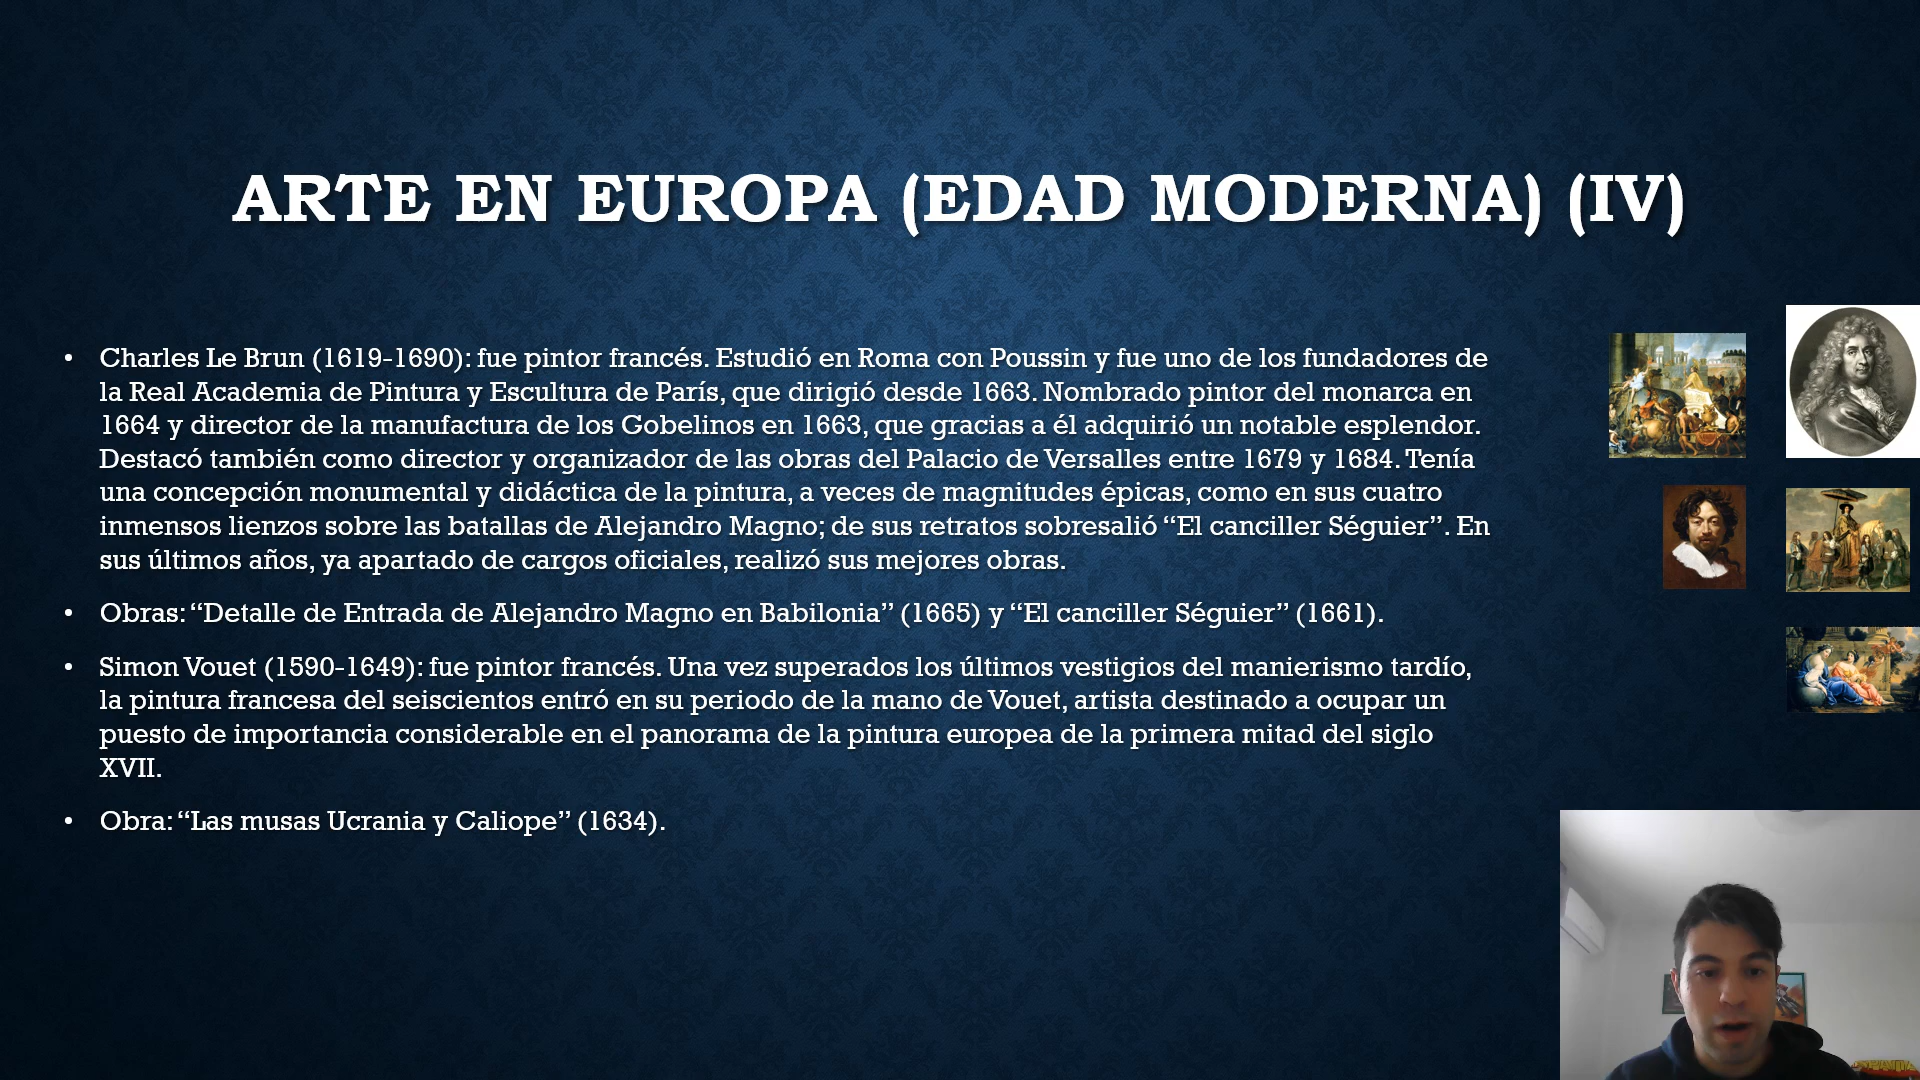 ARTE EN EUROPA (EDAD MODERNA) (IV)
• Charles Le Brun (1619-1690): fue pintor francés. Estudió en Roma con Poussin y fue uno de los fundadores de
la Real Academia de Pintura y Escultura de París, que dirigió desde 1663. Nombrado pintor del monarca en
1664 y director de la manufactura de los Gobelinos en 1663, que gracias a él adquirió un notable esplendor.
Destacó también como director y organizador de las obras del Palacio de Versalles entre 1679 y 1684. Tenía
una concepción monumental y didáctica de la pintura, a veces de magnitudes épicas, como en sus cuatro
inmensos lienzos sobre las batallas de Alejandro Magno; de sus retratos sobresalió “El canciller Séguier”. En
sus últimos años, ya apartado de cargos oficiales, realizó sus mejores obras.
• Obras: “Detalle de Entrada de Alejandro Magno en Babilonia” (1665) y “El canciller Séguier” (1661).
• Simon Vouet (1590-1649): fue pintor francés. Una vez superados los últimos vestigios del manierismo tardío,
la pintura francesa del seiscientos entró en su periodo de la mano de Vouet, artista destinado a ocupar un
puesto de importancia considerable en el panorama de la pintura europea de la primera mitad del siglo
XVII.
• Obra: “Las musas Ucrania y Caliope” (1634).